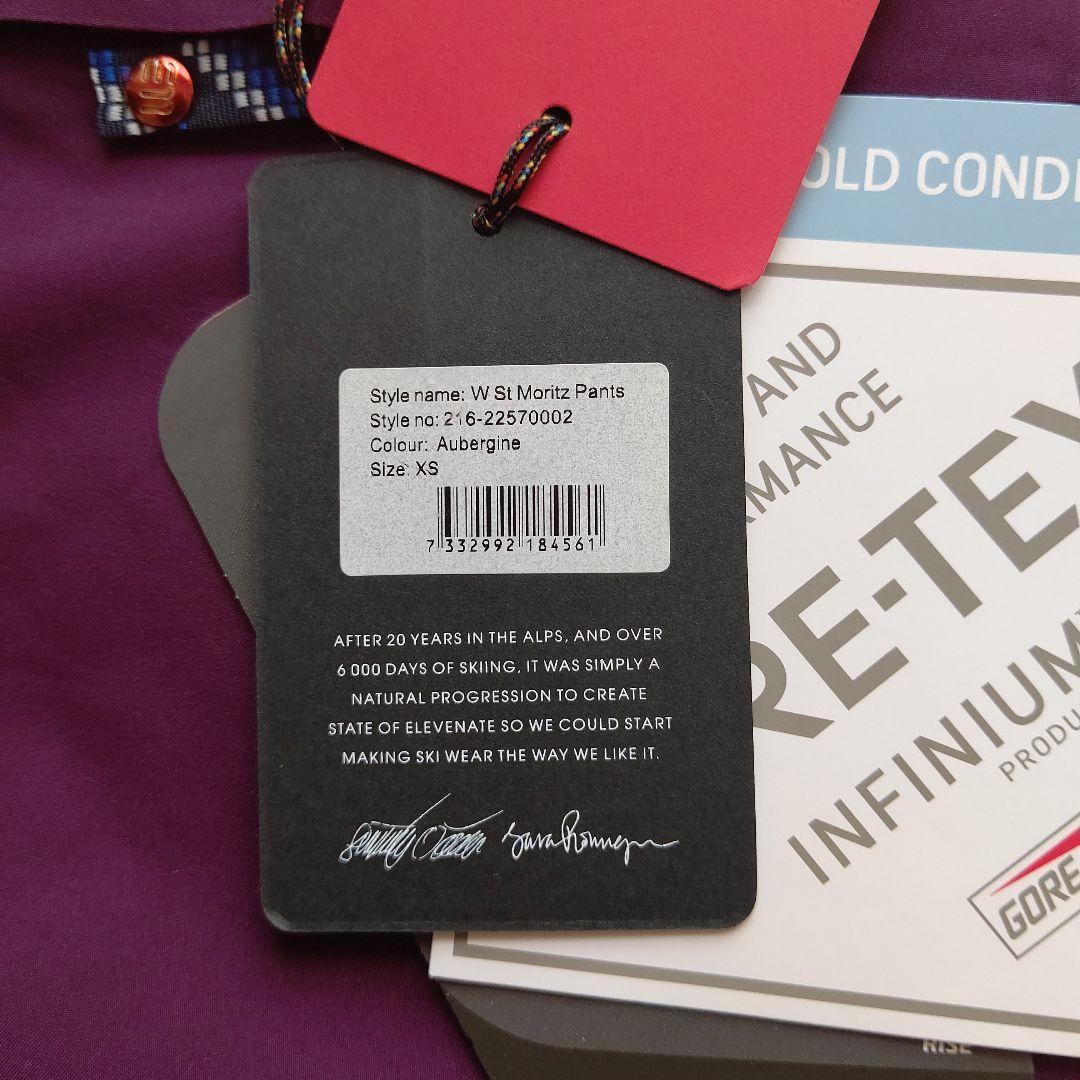 OLD CONDI
AND
MANCE
RE-TEX
INFINIUM
PRODU
GORE
Style name: W St Moritz Pants
Style no: 216-22570002
Colour: Aubergine
Size: XS
7 332992 184561
AFTER 20 YEARS IN THE ALPS, AND OVER
6 000 DAYS OF SKIING, IT WAS SIMPLY A
NATURAL PROGRESSION TO CREATE
STATE OF ELEVENATE SO WE COULD START
MAKING SKI WEAR THE WAY WE LIKE IT.
RISE